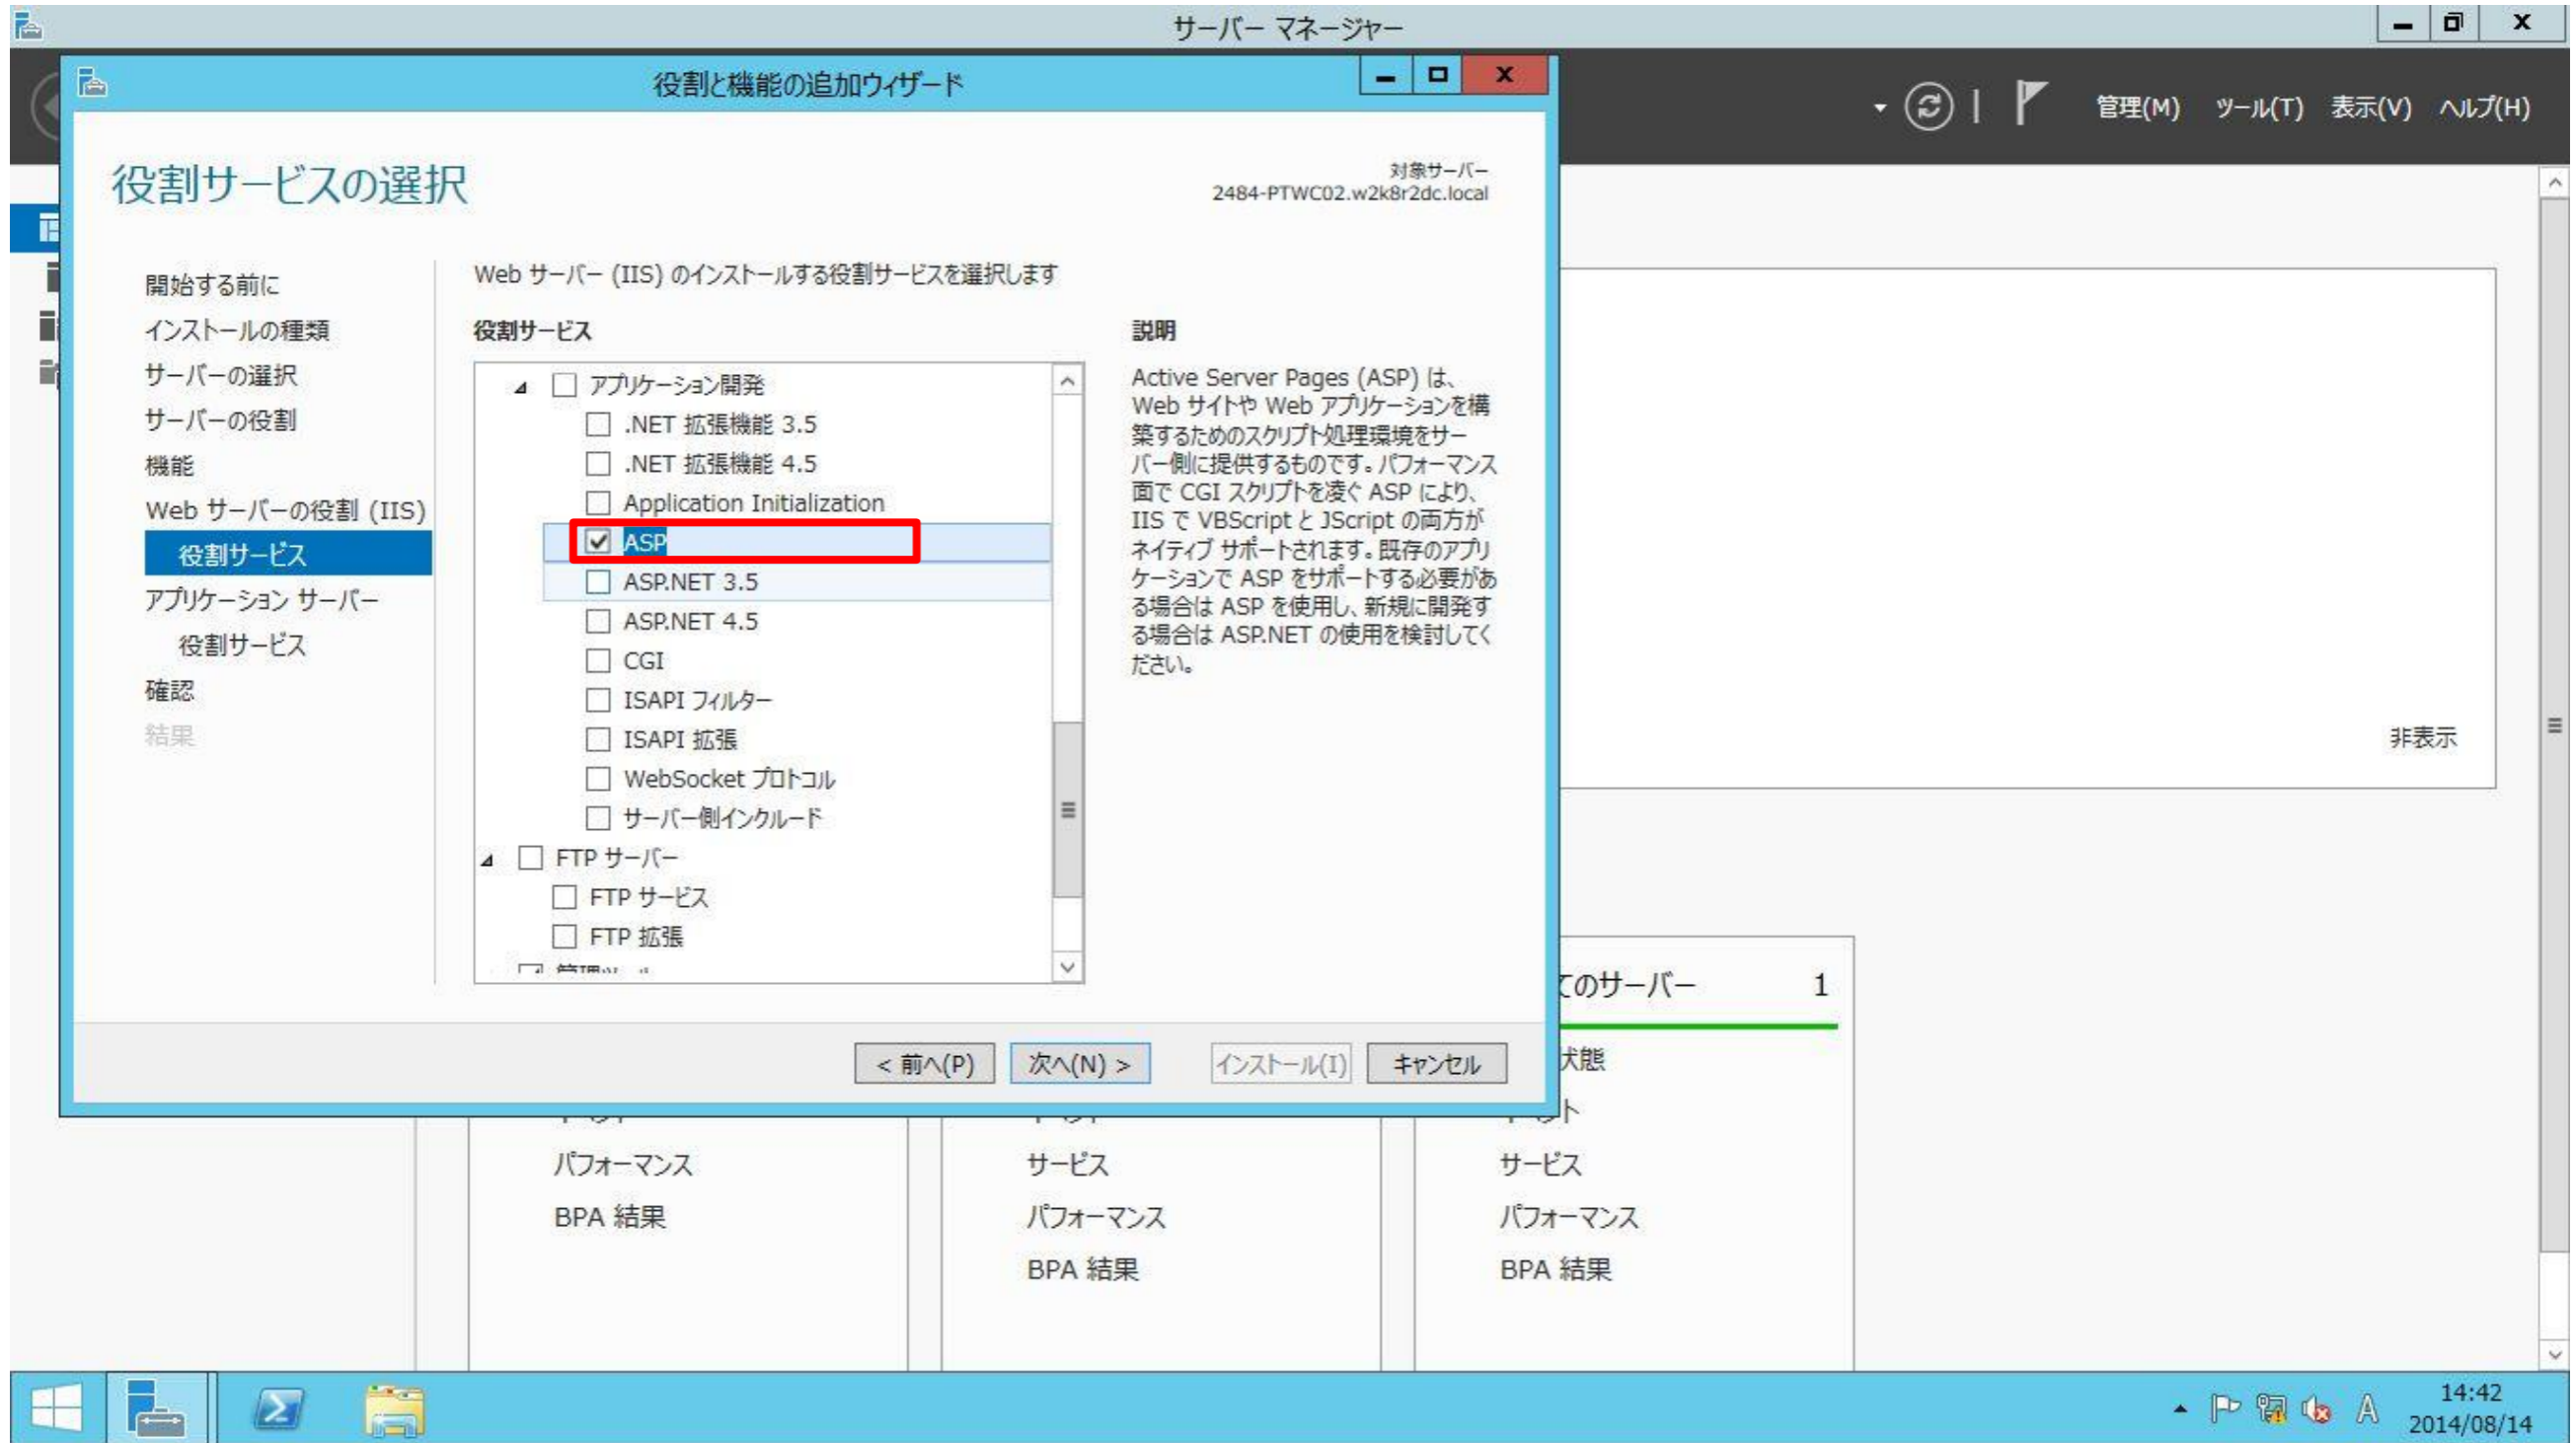 サーバー マネージャー
管理(M) ツール(T) 表示(V) ヘルプ(H)
役割と機能の追加ウィザード
役割サービスの選択
対象サーバー
2484-PTWC02.w2k8r2dc.local
開始する前に
インストールの種類
サーバーの選択
サーバーの役割
機能
Web サーバーの役割 (IIS)
役割サービス
アプリケーション サーバー
役割サービス
確認
結果
Web サーバー (IIS) のインストールする役割サービスを選択します
役割サービス
アプリケーション開発
.NET 拡張機能 3.5
.NET 拡張機能 4.5
Application Initialization
ASP
ASP.NET 3.5
ASP.NET 4.5
CGI
ISAPI フィルター
ISAPI 拡張
WebSocket プロトコル
サーバー側インクルード
FTP サーバー
FTP サービス
FTP 拡張
説明
Active Server Pages (ASP) は、
Web サイトや Web アプリケーションを構
築するためのスクリプト処理環境をサー
バー側に提供するものです。パフォーマンス
面で CGI スクリプトを凌ぐ ASP により、
IIS で VBScript と JScript の両方が
ネイティブ サポートされます。既存のアプリ
ケーションで ASP をサポートする必要があ
る場合は ASP を使用し、新規に開発す
る場合は ASP.NET の使用を検討してく
ださい。
< 前へ(P) 次へ(N) > インストール(I) キャンセル
非表示
てのサーバー 1
状態
パフォーマンス
BPA 結果
サービス
パフォーマンス
BPA 結果
サービス
パフォーマンス
BPA 結果
A
14:42
2014/08/14